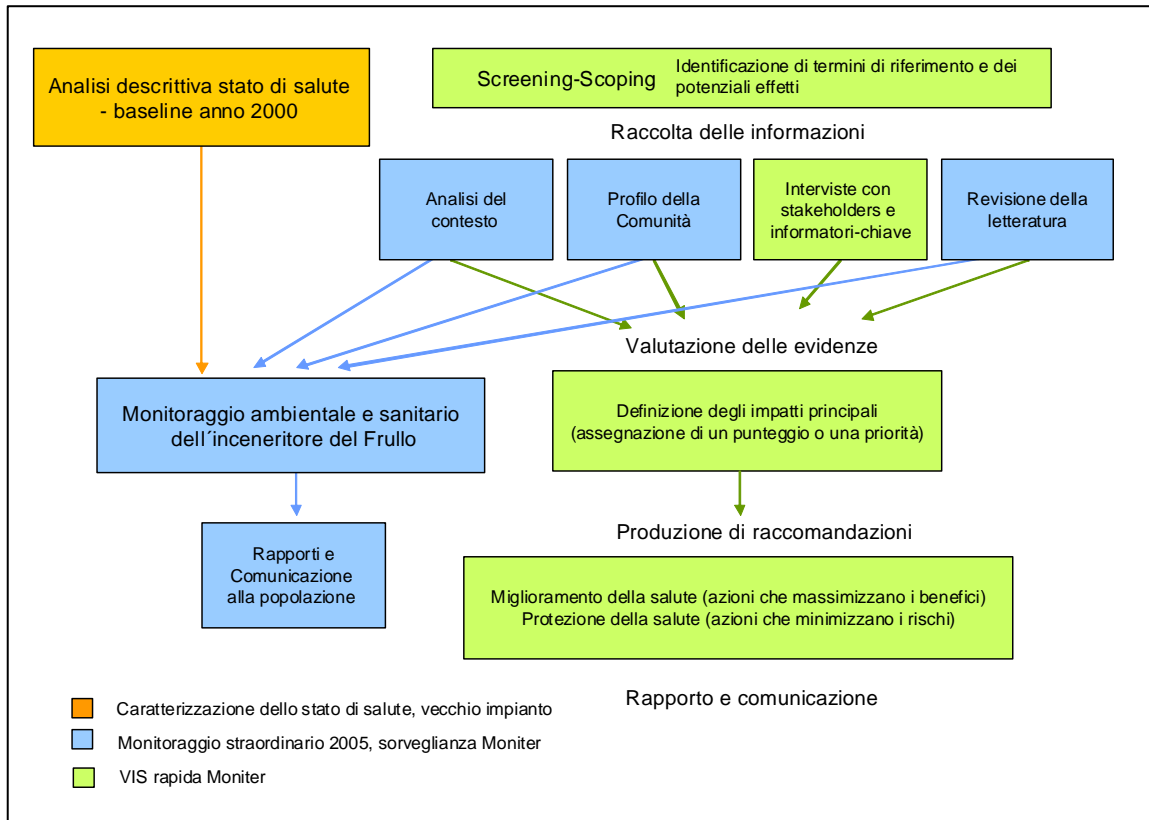 Analisi descrittiva stato di salute
- baseline anno 2000
Screening-Scoping
Identificazione di termini di riferimento e dei
potenziali effetti
Raccolta delle informazioni
Analisi del
contesto
Profilo della
Comunità
Interviste con
stakeholders e
informatori-chiave
Revisione della
letteratura
Valutazione delle evidenze
Monitoraggio ambientale e sanitario
dell´inceneritore del Frullo
Definizione degli impatti principali
(assegnazione di un punteggio o una priorità)
Produzione di raccomandazioni
Rapporti e
Comunicazione
alla popolazione
Miglioramento della salute (azioni che massimizzano i benefici)
Protezione della salute (azioni che minimizzano i rischi)
Rapporto e comunicazione
Caratterizzazione dello stato di salute, vecchio impianto
Monitoraggio straordinario 2005, sorveglianza Moniter
VIS rapida Moniter